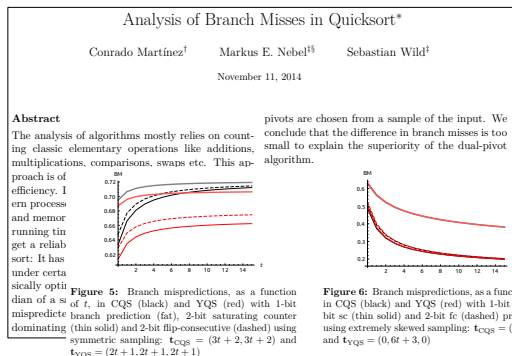 Analysis of Branch Misses in Quicksort*
Conrado Martínez† Markus E. Nebel‡§ Sebastian Wild‡
November 11, 2014
Abstract
The analysis of algorithms mostly relies on count-
ing classic elementary operations like additions,
multiplications, comparisons, swaps etc. This ap-
proach is of
efficiency. I
ern process
and memor
running tim
get a reliab
sort: It has
under certa
sically optin
dian of a s
mispredicte
dominating
pivots are chosen from a sample of the input. We
conclude that the difference in branch misses is too
small to explain the superiority of the dual-pivot
algorithm.
BM
0.72
0.70
0.68
0.66
0.64
0.62
2 4 6 8 10 12 14
t
Figure 5: Branch mispredictions, as a function
of t, in CQS (black) and YQS (red) with 1-bit
branch prediction (fat), 2-bit saturating counter
(thin solid) and 2-bit flip-consecutive (dashed) using
symmetric sampling: tCQS = (3t + 2, 3t + 2) and
tYQS = (2t + 1, 2t + 1, 2t + 1)
BM
0.6
0.5
0.4
0.3
0.2
2 4 6 8 10 12 14
Figure 6: Branch mispredictions, as a func
in CQS (black) and YQS (red) with 1-bit
bit sc (thin solid) and 2-bit fc (dashed) pr
using extremely skewed sampling: tCQS = (
and tYQS = (0, 6t + 3, 0)